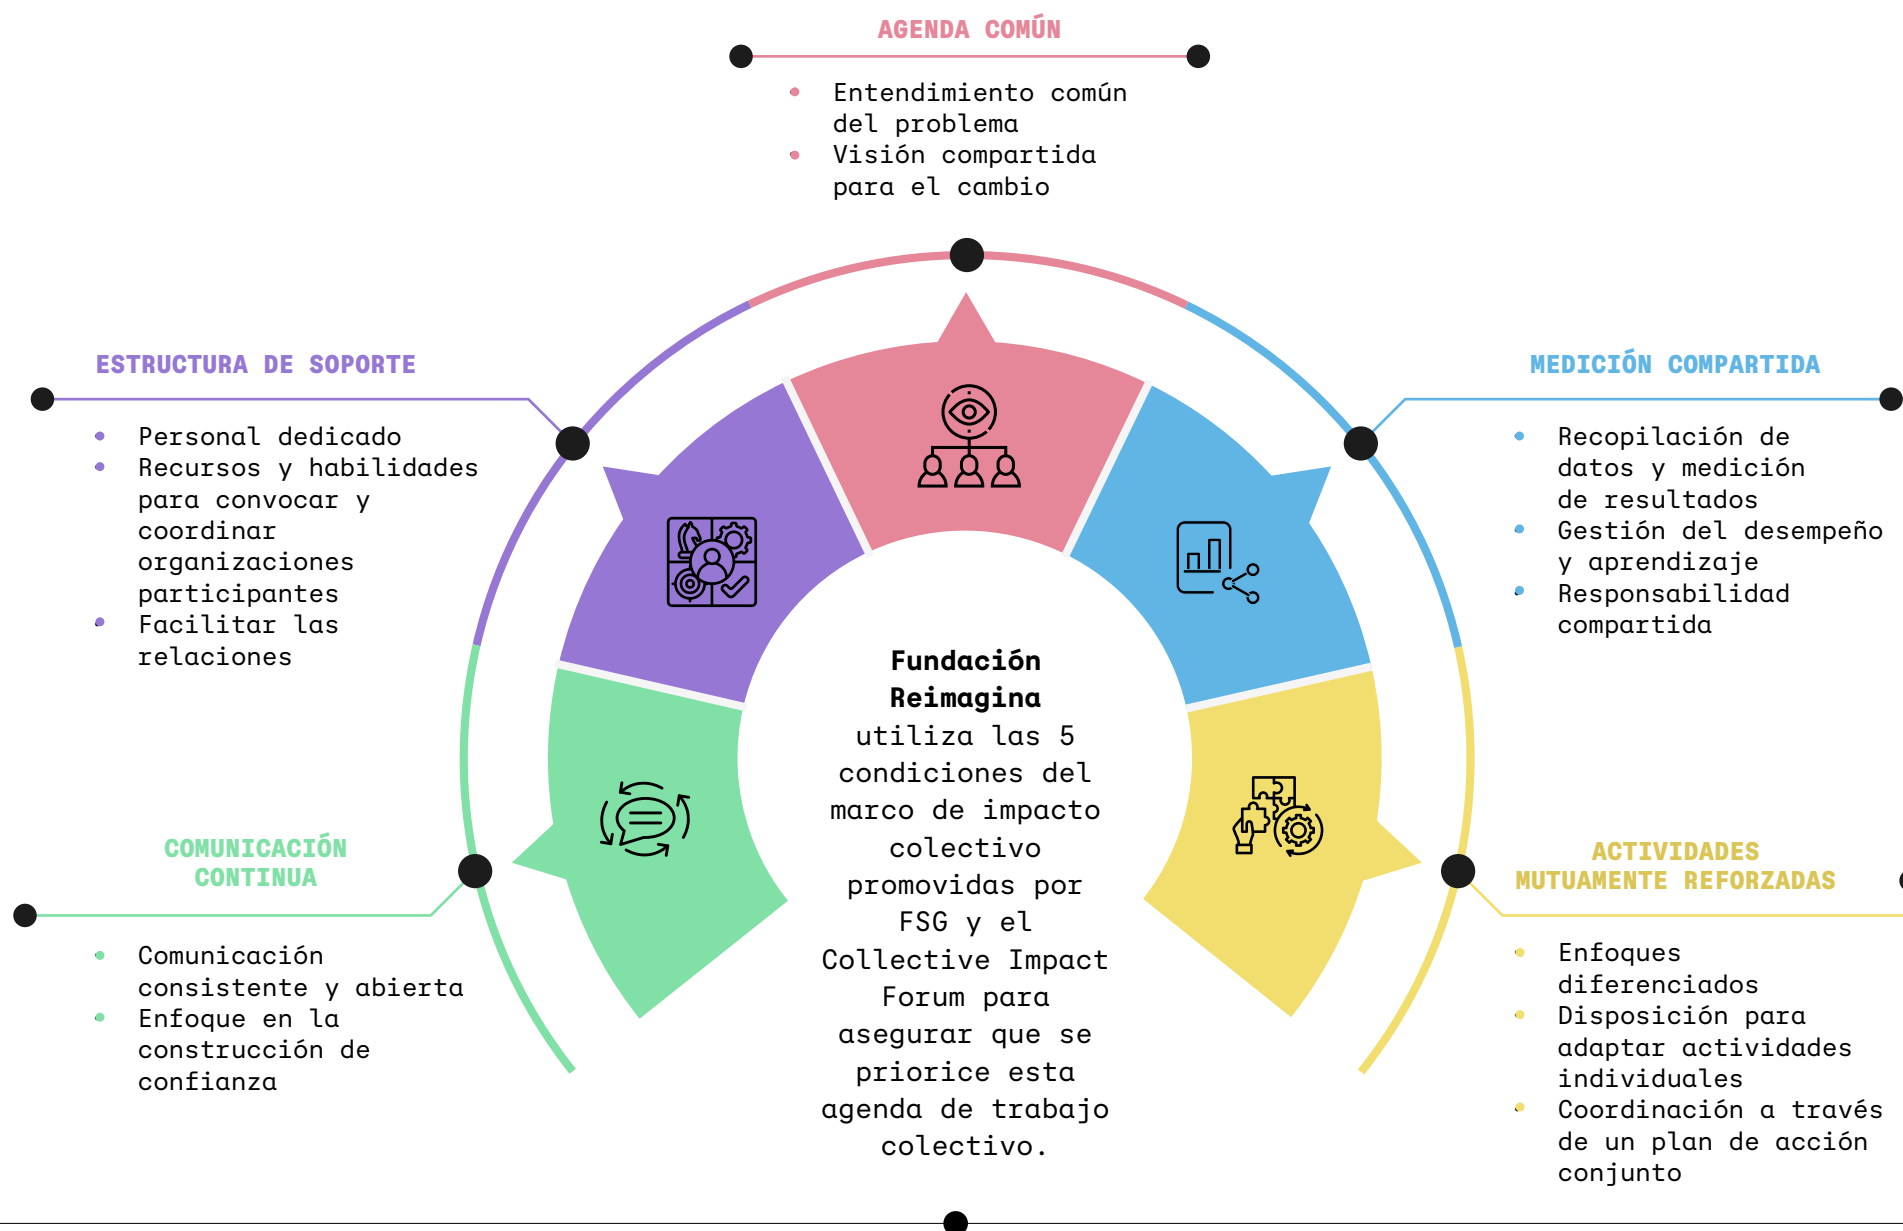 AGENDA COMÚN
Entendimiento común
del problema
Visión compartida
para el cambio
ESTRUCTURA DE SOPORTE
Personal dedicado
Recursos y habilidades
para convocar y
coordinar
organizaciones
participantes
Facilitar las
relaciones
MEDICIÓN COMPARTIDA
Recopilación de
datos y medición
de resultados
Gestión del desempeño
y aprendizaje
Responsabilidad
compartida
Fundación
Reimagina
utiliza las 5
condiciones del
marco de impacto
colectivo
promovidas por
FSG y el
Collective Impact
Forum para
asegurar que se
priorice esta
agenda de trabajo
colectivo.
COMUNICACIÓN
CONTINUA
Comunicación
consistente y abierta
Enfoque en la
construcción de
confianza
ACTIVIDADES
MUTUAMENTE REFORZADAS
Enfoques
diferenciados
Disposición para
adaptar actividades
individuales
Coordinación a través
de un plan de acción
conjunto